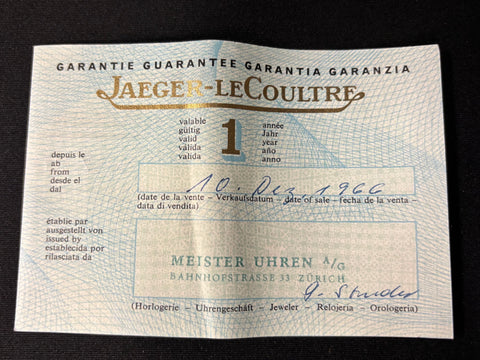 GARANTIE GUARANTEE GARANTIA GARANZIA
JAEGER-LECOULTRE
valable
gültig
valid
valida
válida
1
année
Jahr
year
año
anno
depuis le
ab
from
desde el
dal
10. Dez. 1966
(date de la vente – Verkaufsdatum – date of sale – fecha de la venta
data di vendita)
établie par
ausgestellt von
issued by
establecida por
rilasciata da
MEISTER UHREN A/G
BAHNHOFSTRASSE 33 ZÜRICH
(Horlogerie – Uhrengeschäft – Jeweler – Relojeria – Orologeria)